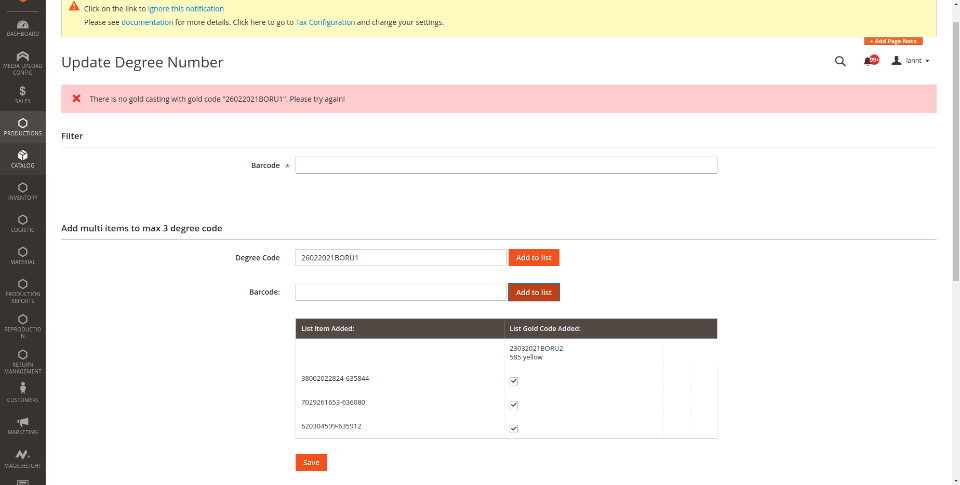 Click on the link to ignore this notification
Please see documentation for more details. Click here to go to Tax Configuration and change your settings.
+ Add Page Note
Update Degree Number
99+
lannt
There is no gold casting with gold code "26022021BORU1". Please try again!
Filter
Barcode *
Add multi items to max 3 degree code
Degree Code 26022021BORU1 Add to list
Barcode: Add to list
List Item Added: List Gold Code Added:
23032021BORU2
585 yellow
38002022824-635844
7029261653-636080
620304599-635912
Save
DASHBOARD
MEDIA UPLOAD
CONFIG
SALES
PRODUCTIONS
CATALOG
INVENTORY
LOGISTIC
MATERIAL
PRODUCTION
REPORTS
REPRODUCTIO
N
RETURN
MANAGEMENT
CUSTOMERS
MARKETING
MAGEDELIGHT